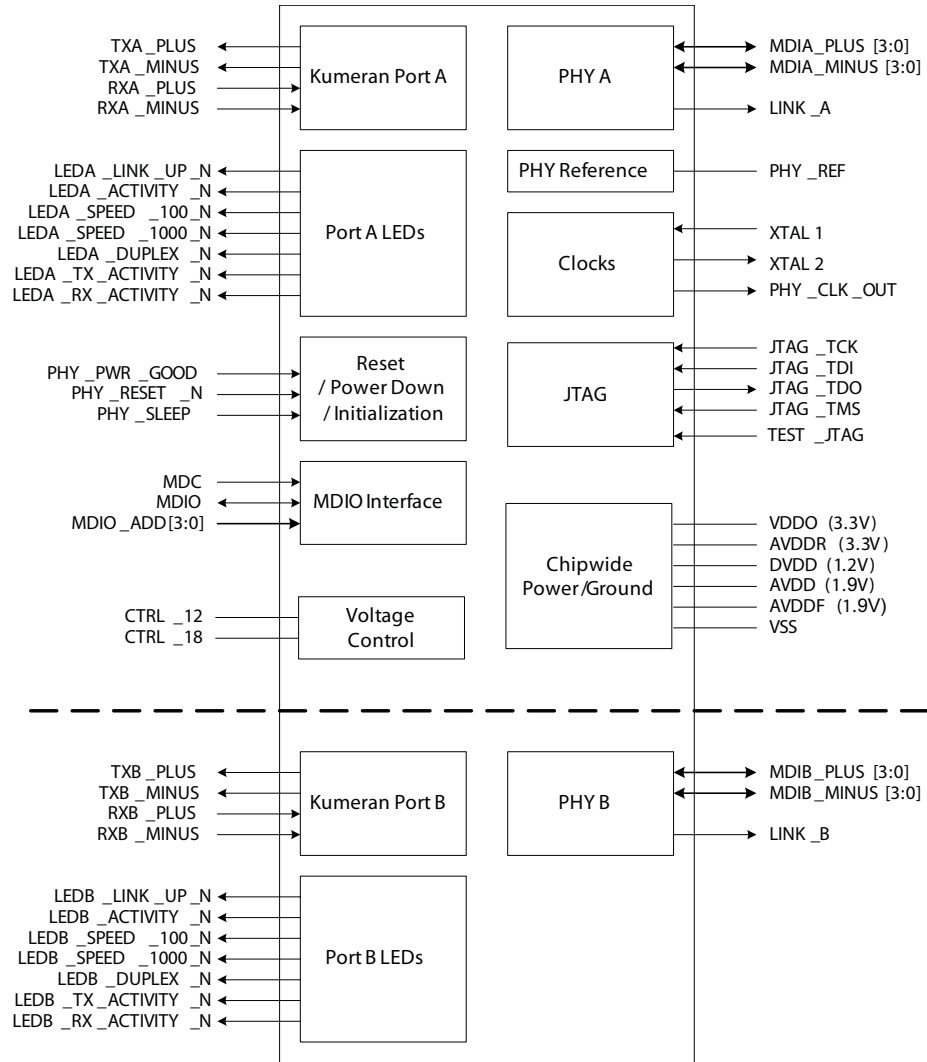 TXA _PLUS
TXA _MINUS
RXA _PLUS
RXA _MINUS
Kumeran Port A
PHY A
MDIA_PLUS [3:0]
MDIA_MINUS [3:0]
LINK _A
LEDA _LINK _UP _N
LEDA _ACTIVITY _N
LEDA _SPEED _100 _N
LEDA _SPEED _1000 _N
LEDA _DUPLEX _N
LEDA _TX _ACTIVITY _N
LEDA _RX _ACTIVITY _N
Port A LEDs
PHY Reference
PHY _REF
Clocks
XTAL 1
XTAL 2
PHY _CLK _OUT
PHY _PWR _GOOD
PHY _RESET _N
PHY _SLEEP
Reset
/ Power Down
/ Initialization
JTAG
JTAG _TCK
JTAG _TDI
JTAG _TDO
JTAG _TMS
TEST _JTAG
MDC
MDIO
MDIO _ADD[3:0]
MDIO Interface
Chipwide
Power/Ground
VDDO (3.3V)
AVDDR (3.3V)
DVDD (1.2V)
AVDD (1.9V)
AVDDF (1.9V)
VSS
CTRL _12
CTRL _18
Voltage
Control
TXB _PLUS
TXB _MINUS
RXB _PLUS
RXB _MINUS
Kumeran Port B
PHY B
MDIB_PLUS [3:0]
MDIB_MINUS [3:0]
LINK _B
LEDB _LINK _UP _N
LEDB _ACTIVITY _N
LEDB _SPEED _100 _N
LEDB _SPEED _1000 _N
LEDB _DUPLEX _N
LEDB _TX _ACTIVITY _N
LEDB _RX _ACTIVITY _N
Port B LEDs